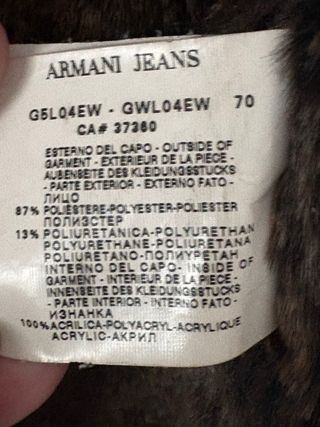 ARMANI JEANS
G5L04EW - GWL04EW 70
CA# 37360
ESTERNO DEL CAPO - OUTSIDE OF
GARMENT - EXTERIEUR DE LA PIECE -
AUBENSEITE DES KLEIDUNGSSTUCKS
- PARTE EXTERIOR - EXTERNO FATO -
ЛИЦО
87% POLIESTERE-POLYESTER-POLIESTER
ПОЛИЭСТЕР
13% POLIURETANICA-POLYURETHAN
POLYURETHANE-POLIURETANA
POLIURETANO-ПОЛИУРЕТАН
INTERNO DEL CAPO- INSIDE OF
GARMENT - INTERIEUR DE LA PIECE -
INNENSEITE DES KLEIDUNGSSTUCKS
- PARTE INTERIOR - INTERNO FATO -
ИЗНАНКА
100% ACRILICA-POLYACRYL-ACRYLIQUE
ACRYLIC-АКРИЛ